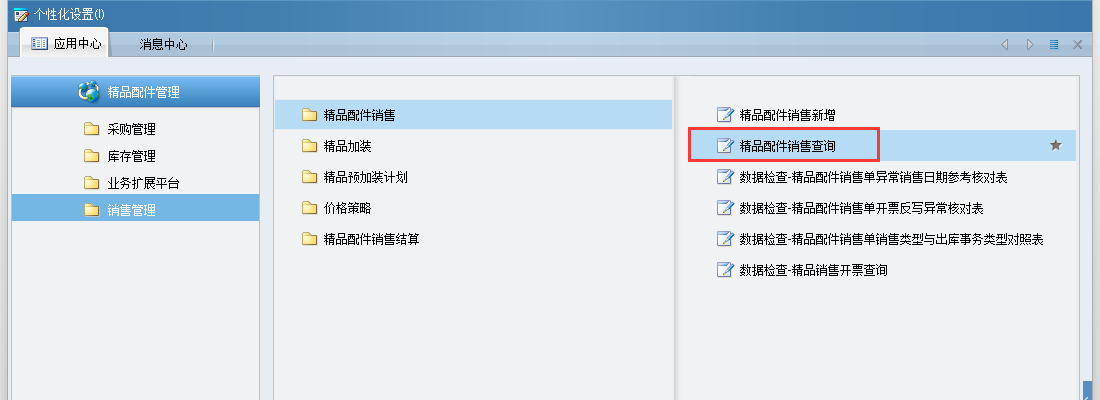 个性化设置(I)
应用中心
消息中心
精品配件管理
采购管理
库存管理
业务扩展平台
销售管理
精品配件销售
精品加装
精品预加装计划
价格策略
精品配件销售结算
精品配件销售新增
精品配件销售查询
数据检查-精品配件销售单异常销售日期参考核对表
数据检查-精品配件销售单开票反写异常核对表
数据检查-精品配件销售单销售类型与出库事务类型对照表
数据检查-精品销售开票查询